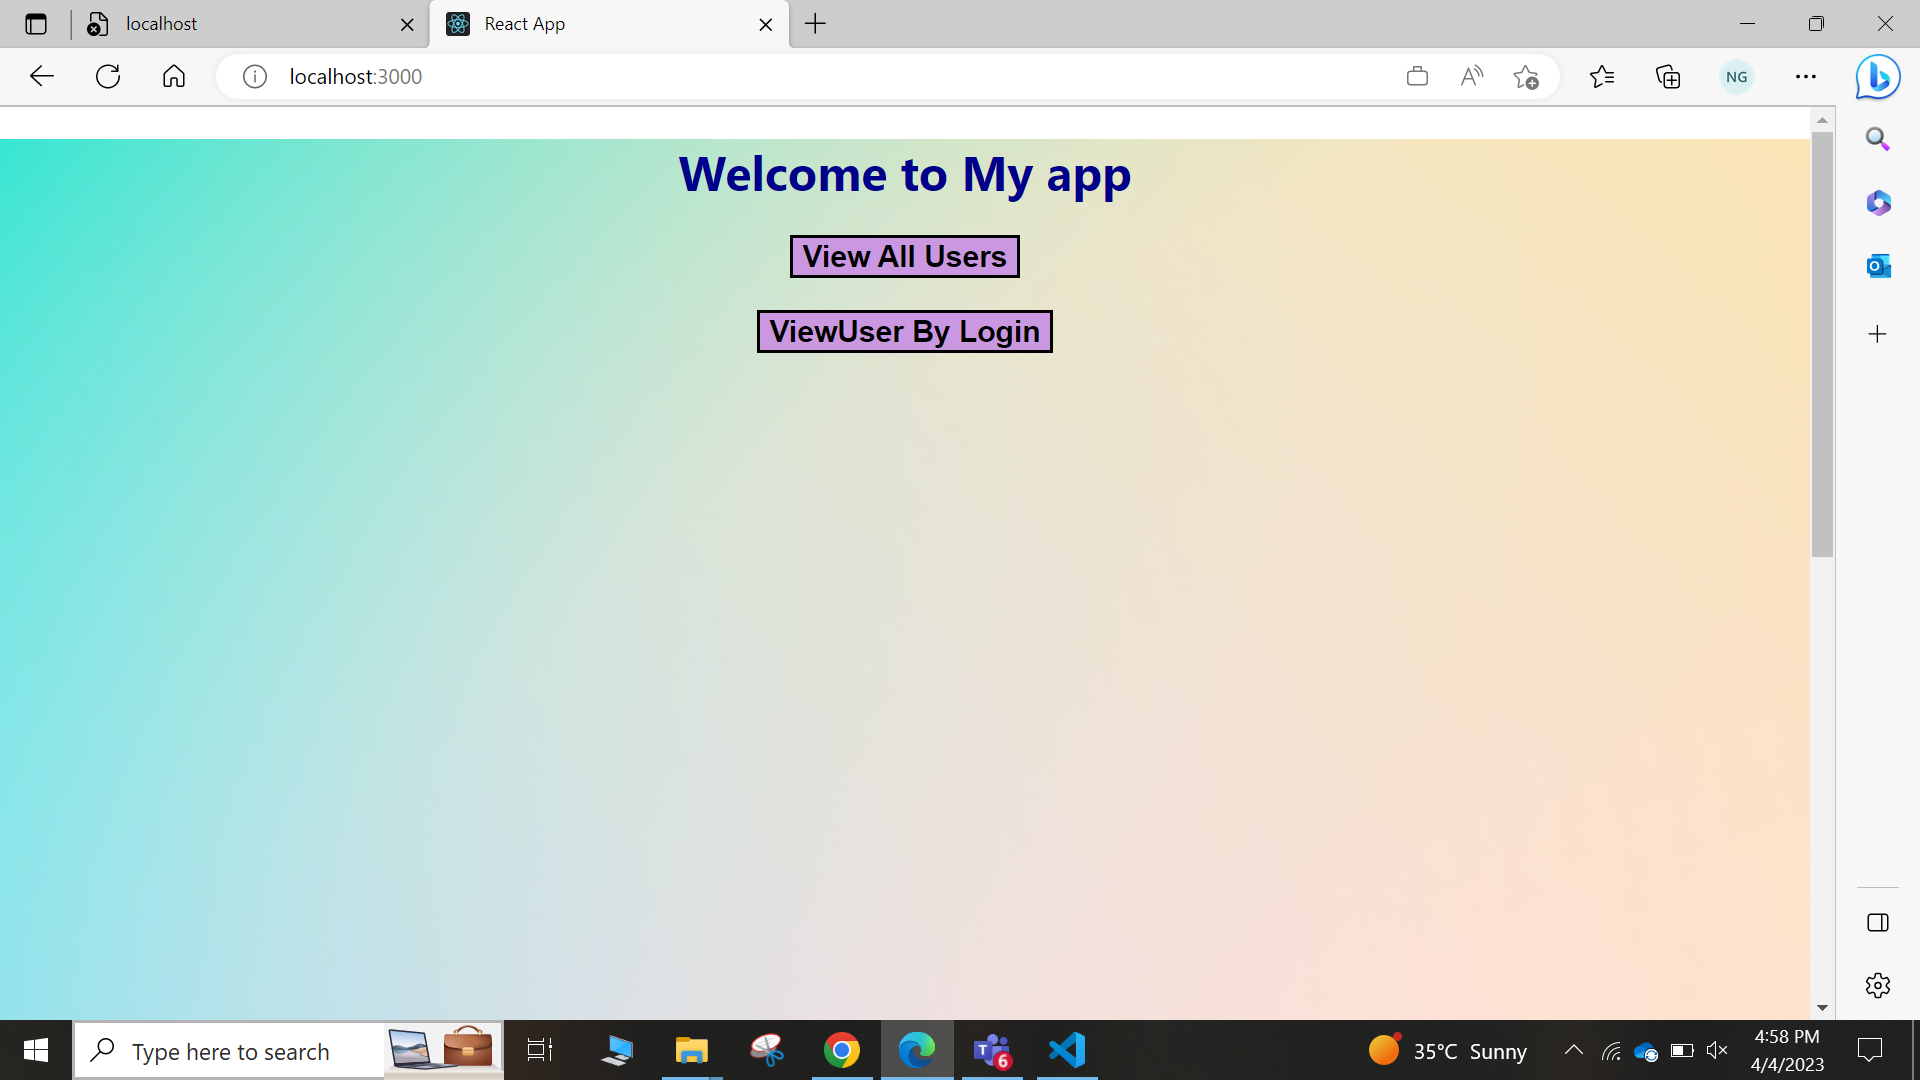 localhost
React App
localhost:3000
NG
Welcome to My app
View All Users
ViewUser By Login
Type here to search
T
6
35°C Sunny
4:58 PM
4/4/2023